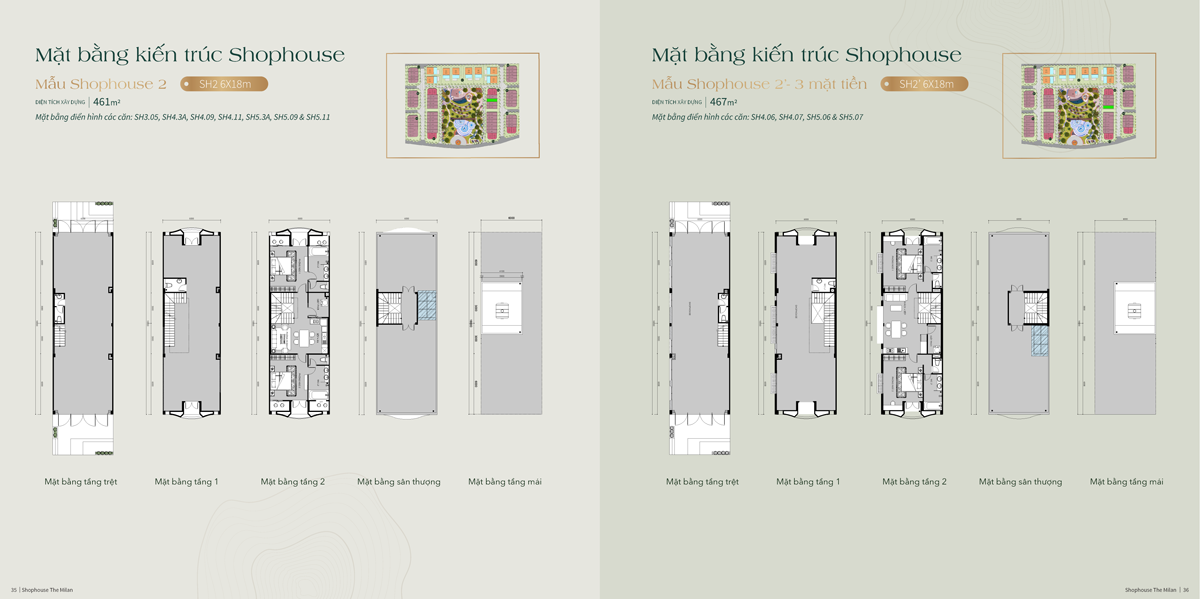 Mặt bằng kiến trúc Shophouse
Mẫu Shophouse 2
SH2 6X18m
DIỆN TÍCH XÂY DỰNG | 461m²
Mặt bằng điển hình các căn: SH3.05, SH4.3A, SH4.09, SH4.11, SH5.3A, SH5.09 & SH5.11
Mặt bằng tầng trệt
Mặt bằng tầng 1
Mặt bằng tầng 2
Mặt bằng sân thượng
Mặt bằng tầng mái
35 | Shophouse The Milan
Mặt bằng kiến trúc Shophouse
Mẫu Shophouse 2'- 3 mặt tiền
SH2' 6X18m
DIỆN TÍCH XÂY DỰNG | 467m²
Mặt bằng điển hình các căn: SH4.06, SH4.07, SH5.06 & SH5.07
Mặt bằng tầng trệt
Mặt bằng tầng 1
Mặt bằng tầng 2
Mặt bằng sân thượng
Mặt bằng tầng mái
Shophouse The Milan | 36